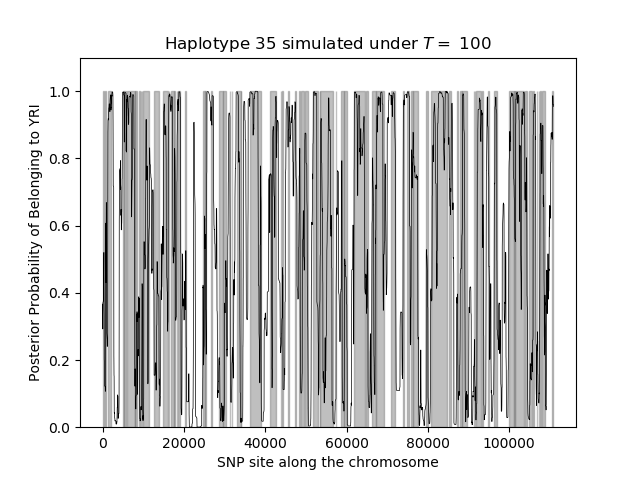 Haplotype 35 simulated under T = 100
Posterior Probability of Belonging to YRI
1.0
0.8
0.6
0.4
0.2
0.0
0 20000 40000 60000 80000 100000
SNP site along the chromosome